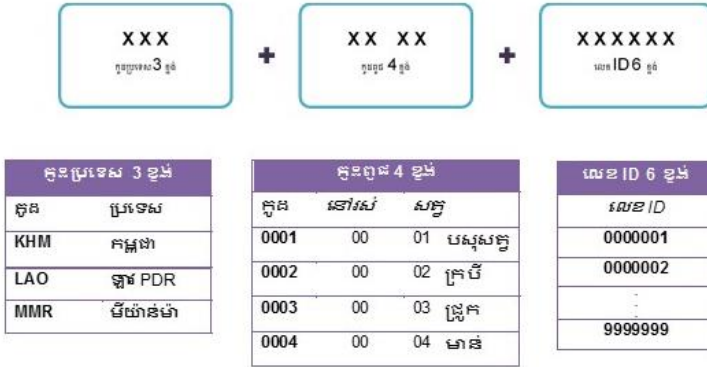 XXX + XX XX + XXXXXX
កូដប្រទេស 3 ខ្ទង់ កូដពូជ 4 ខ្ទង់ លេខ ID 6 ខ្ទង់
កូនប្រទេស 3 ខ្ទង់
កូដ ប្រទេស
KHM កម្ពុជា
LAO ឡាវ PDR
MMR មីយ៉ាន់ម៉ា
កូនពូជ 4 ខ្ទង់
កូដ នៅរស់ សត្វ
0001 00 01 បសុសត្វ
0002 00 02 ក្របី
0003 00 03 ជ្រូក
0004 00 04 មាន់
លេខ ID 6 ខ្ទង់
លេខ ID
0000001
0000002
:
9999999